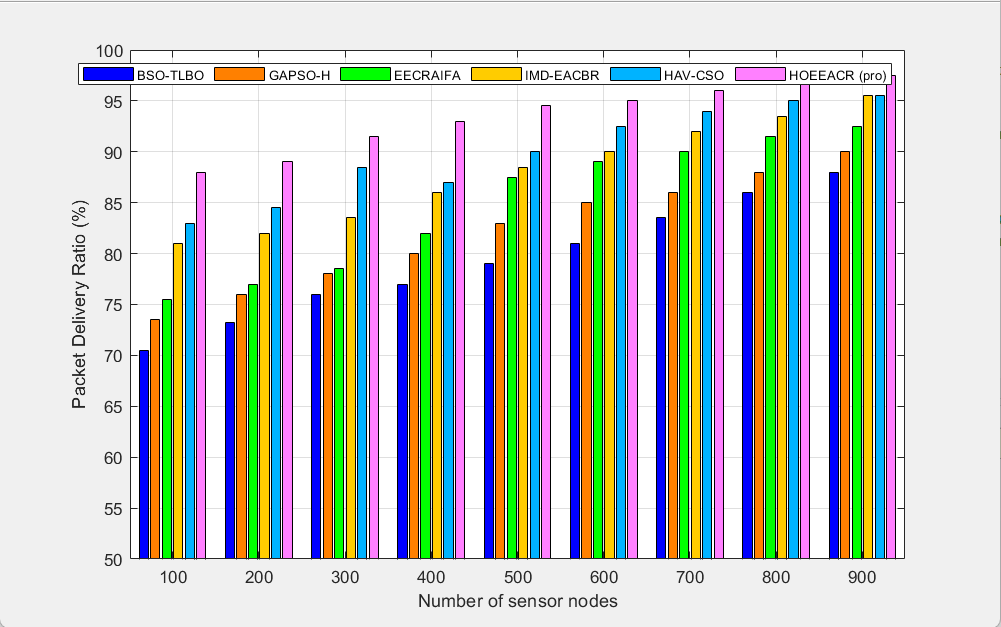 100
BSO-TLBO GAPSO-H EECRAIFA IMD-EACBR HAV-CSO HOEEACR (pro)
95
90
85
80
75
70
65
60
55
50
Packet Delivery Ratio (%)
100 200 300 400 500 600 700 800 900
Number of sensor nodes